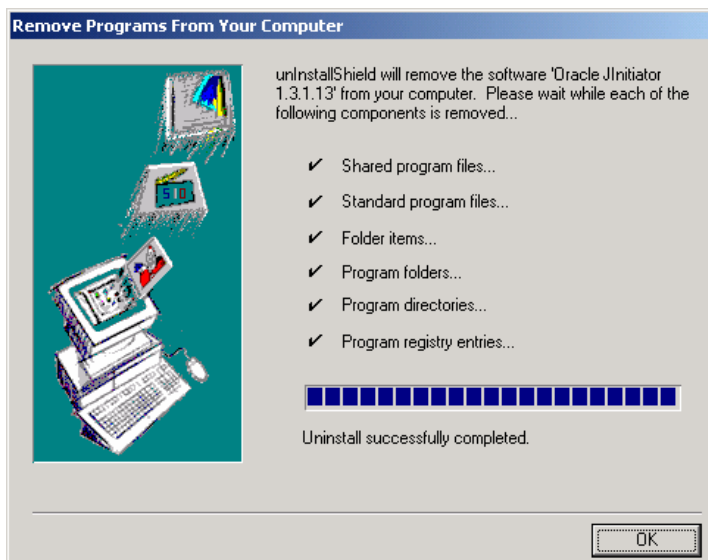 Remove Programs From Your Computer
unInstallShield will remove the software 'Oracle JInitiator
1.3.1.13' from your computer.  Please wait while each of the
following components is removed...
Shared program files...
Standard program files...
Folder items...
Program folders...
Program directories...
Program registry entries...
Uninstall successfully completed.
OK